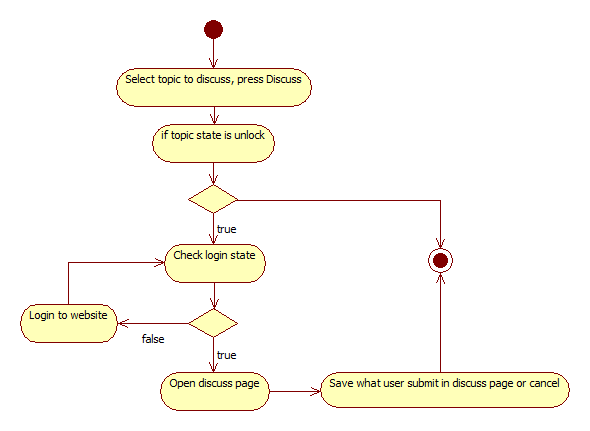 Select topic to discuss, press Discuss
if topic state is unlock
true
Check login state
Login to website
false
true
Open discuss page
Save what user submit in discuss page or cancel